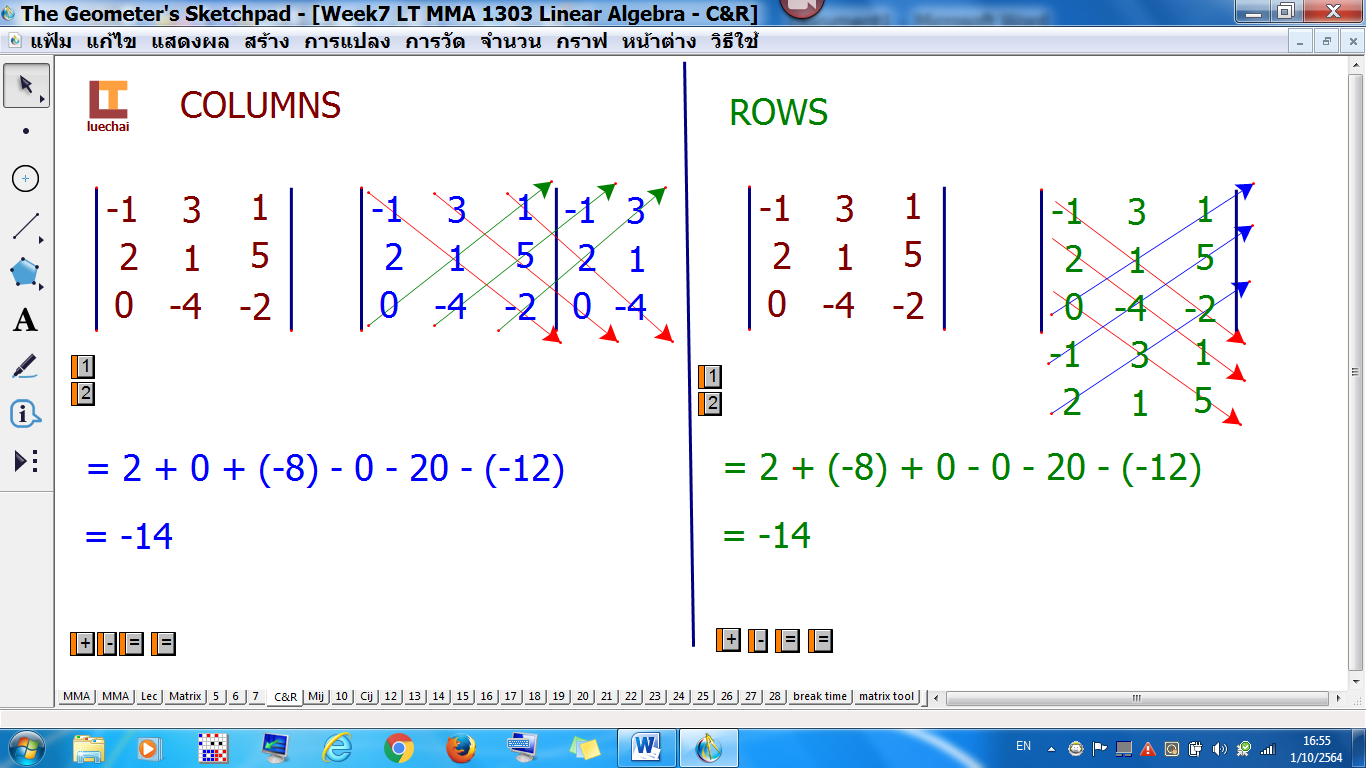 The Geometer's Sketchpad - [Week7 LT MMA 1303 Linear Algebra - C&R]
แฟ้ม แก้ไข แสดงผล สร้าง การแปลง การวัด จำนวน กราฟ หน้าต่าง วิธีใช้
LT
luechai
COLUMNS
-1 3 1
2 1 5
0 -4 -2
-1 3 1 -1 3
2 1 5 2 1
0 -4 -2 0 -4
1
2
= 2 + 0 + (-8) - 0 - 20 - (-12)
= -14
+ - = =
ROWS
-1 3 1
2 1 5
0 -4 -2
-1 3 1
2 1 5
0 -4 -2
-1 3 1
2 1 5
1
2
= 2 + (-8) + 0 - 0 - 20 - (-12)
= -14
+ - = =
A
MMA MMA Lec Matrix 5 6 7 C&R Mij 10 Cij 12 13 14 15 16 17 18 19 20 21 22 23 24 25 26 27 28 break time matrix tool
EN 16:55
1/10/2564